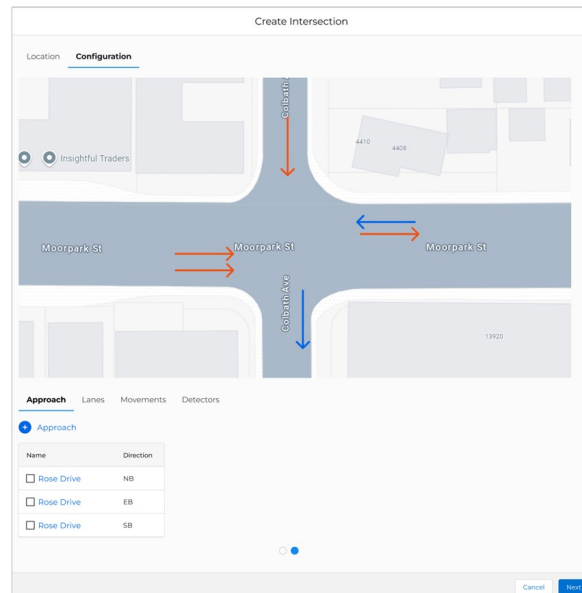 Create Intersection
Location Configuration
Colbath
4410
4408
Insightful Traders
Moorpark St Moorpark St Moorpark St
Colbath Ave
13920
Approach Lanes Movements Detectors
+ Approach
Name Direction
Rose Drive NB
Rose Drive EB
Rose Drive SB
Cancel Next